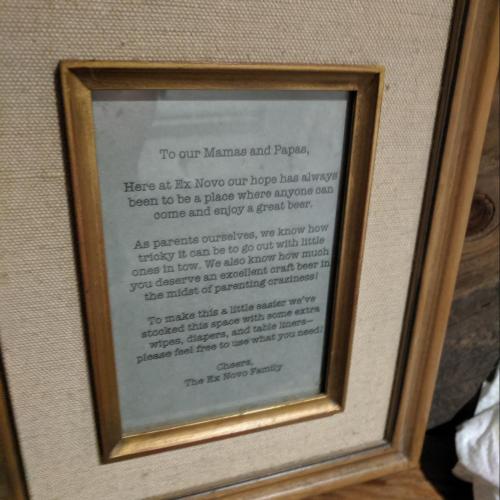 To our Mamas and Papas,
Here at Ex Novo our hope has always
been to be a place where anyone can
come and enjoy a great beer.
As parents ourselves, we know how
tricky it can be to go out with little
ones in tow. We also know how much
you deserve an excellent craft beer in
the midst of parenting craziness!
To make this a little easier we've
stocked this space with some extra
wipes, diapers, and table liners—
please feel free to use what you need!
Cheers,
The Ex Novo Family